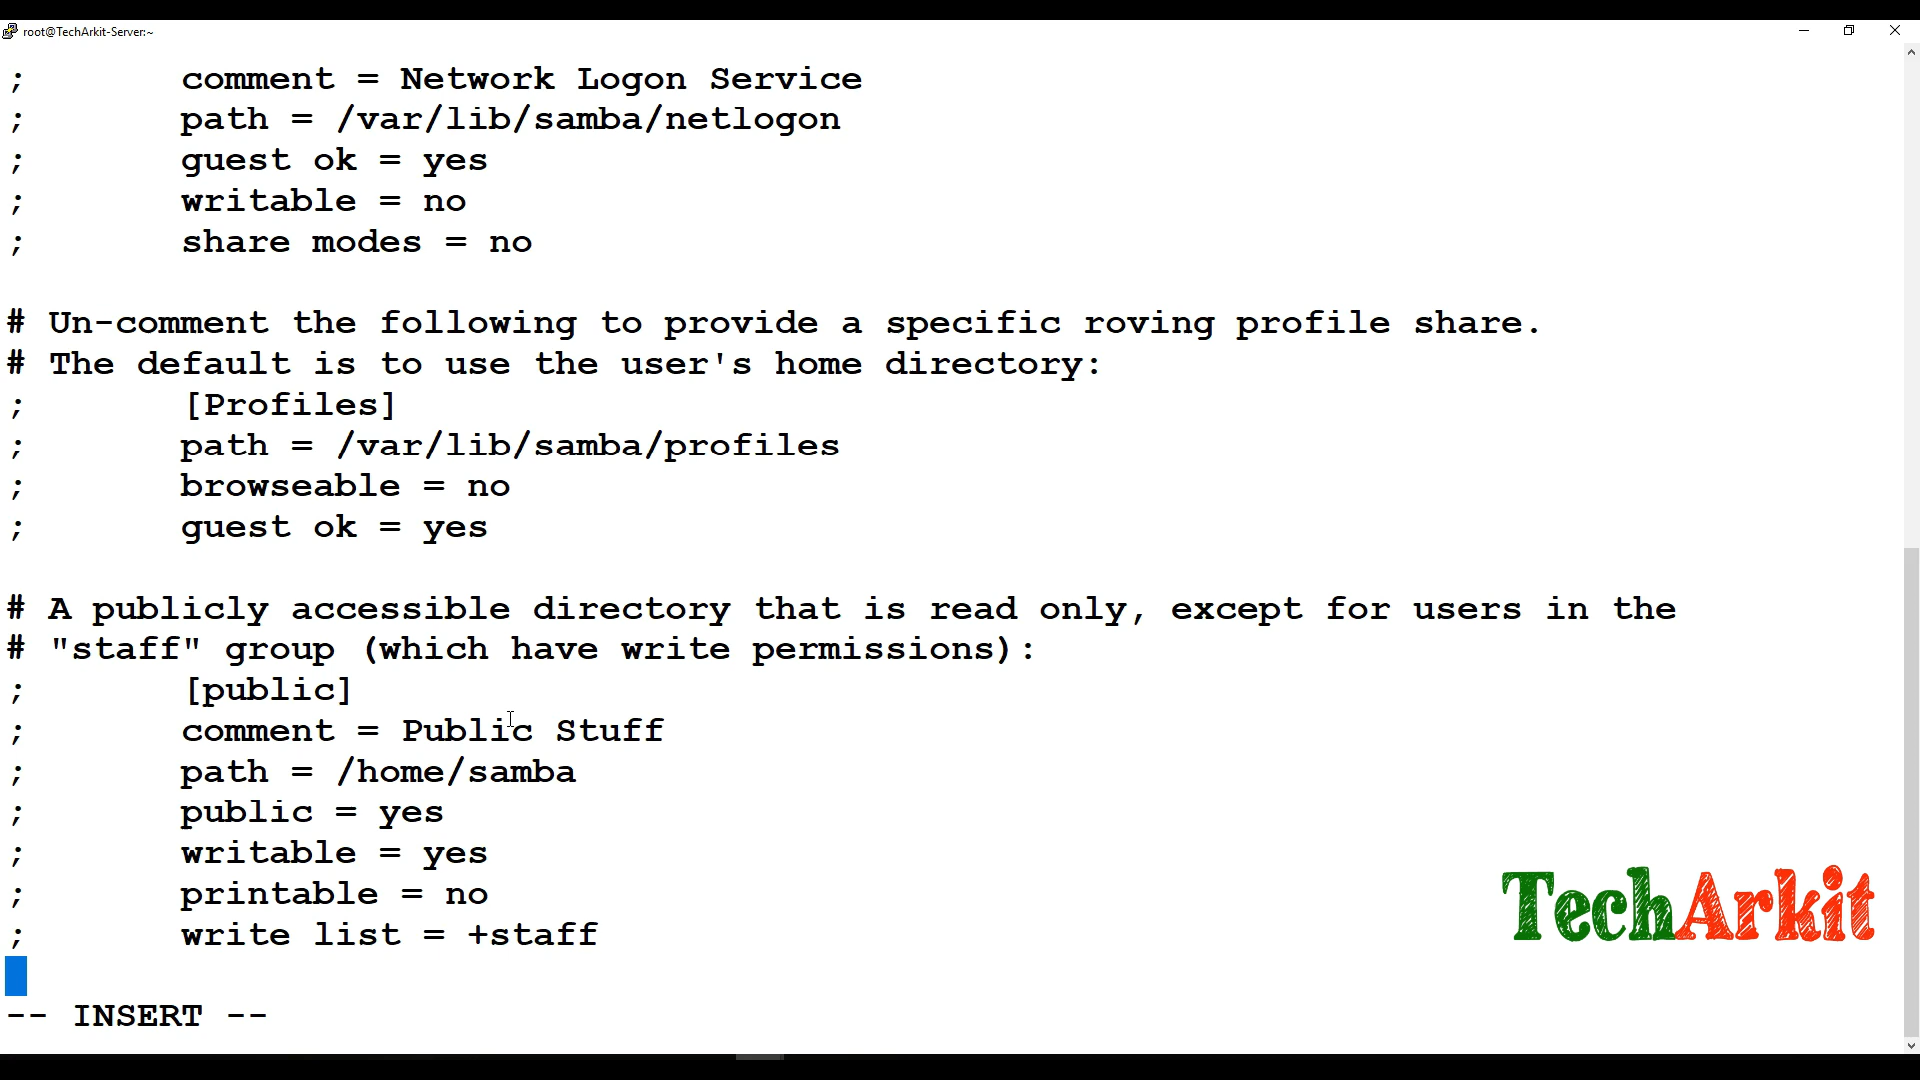 root@TechArkit-Server:~
; comment = Network Logon Service
; path = /var/lib/samba/netlogon
; guest ok = yes
; writable = no
; share modes = no
# Un-comment the following to provide a specific roving profile share.
# The default is to use the user's home directory:
; [Profiles]
; path = /var/lib/samba/profiles
; browseable = no
; guest ok = yes
# A publicly accessible directory that is read only, except for users in the
# "staff" group (which have write permissions):
; [public]
; comment = Public Stuff
; path = /home/samba
; public = yes
; writable = yes
; printable = no
; write list = +staff
TechArkit
-- INSERT --